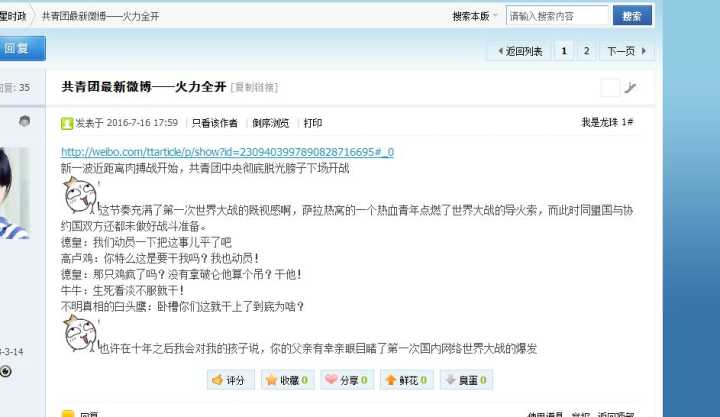 星时政 共青团最新微博——火力全开 搜索本版 请输入搜索内容 搜索
回复 返回列表 1 2 下一页
回复: 35 共青团最新微博——火力全开 [复制链接]
发表于 2016-7-16 17:59 只看该作者 倒序浏览 打印 我是龙珠 1#
http://weibo.com/ttarticle/p/show?id=2309403997890828716695#_0
新一波近距离肉搏战开始，共青团中央彻底脱光膀子下场开战
这节奏充满了第一次世界大战的既视感啊，萨拉热窝的一个热血青年点燃了世界大战的导火索，而此时同盟国与协
约国双方还都未做好战斗准备。
德皇：我们动员一下把这事儿平了吧
高卢鸡：你特么这是要干我吗？我也动员！
德皇：那只鸡疯了吗？没有拿破仑他算个吊？干他！
牛牛：生死看淡不服就干！
不明真相的白头鹰：卧槽你们这就干上了到底为啥？
也许在十年之后我会对我的孩子说，你的父亲有幸亲眼目睹了第一次国内网络世界大战的爆发
3-3-14
评分 收藏 0 分享 0 鲜花 0 臭蛋 0
回复 使用道具 举报 返回顶部